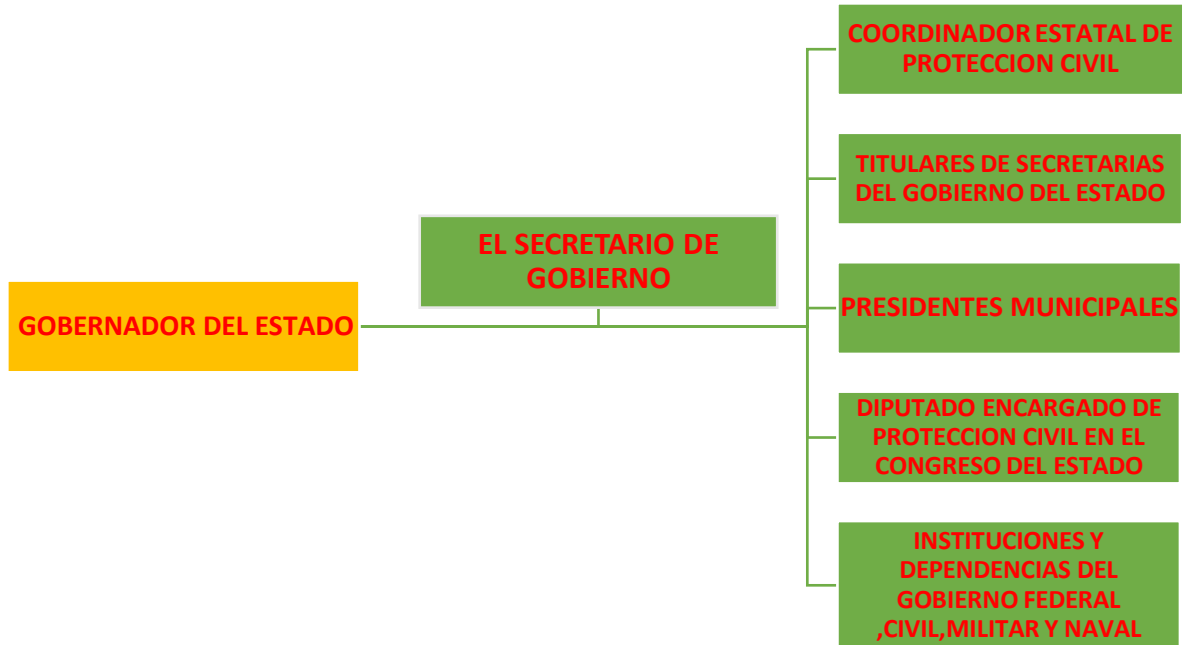 GOBERNADOR DEL ESTADO
EL SECRETARIO DE
GOBIERNO
COORDINADOR ESTATAL DE
PROTECCION CIVIL
TITULARES DE SECRETARIAS
DEL GOBIERNO DEL ESTADO
PRESIDENTES MUNICIPALES
DIPUTADO ENCARGADO DE
PROTECCION CIVIL EN EL
CONGRESO DEL ESTADO
INSTITUCIONES Y
DEPENDENCIAS DEL
GOBIERNO FEDERAL
,CIVIL,MILITAR Y NAVAL